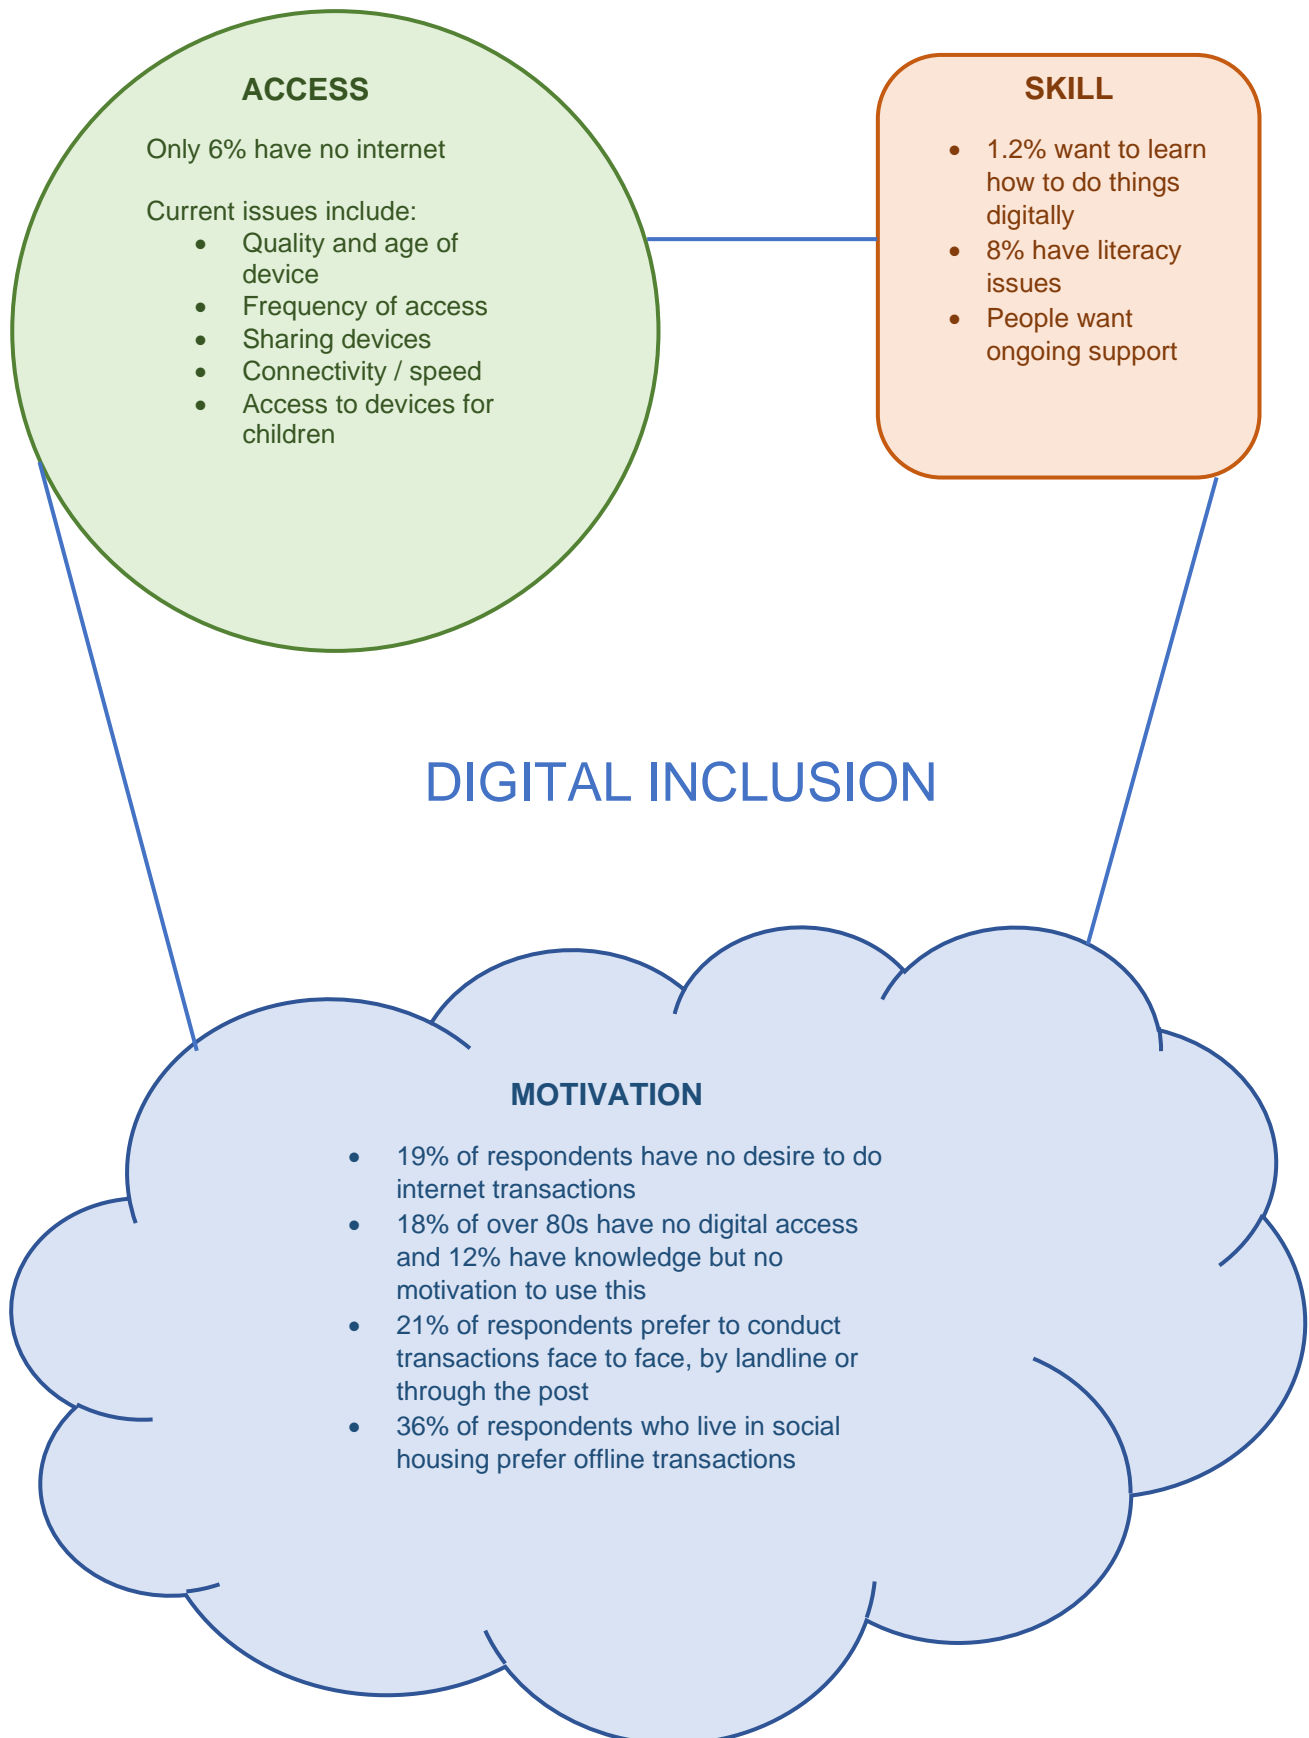 ACCESS
Only 6% have no internet
Current issues include:
• Quality and age of
device
• Frequency of access
• Sharing devices
• Connectivity / speed
• Access to devices for
children
SKILL
• 1.2% want to learn
how to do things
digitally
• 8% have literacy
issues
• People want
ongoing support
DIGITAL INCLUSION
MOTIVATION
• 19% of respondents have no desire to do
internet transactions
• 18% of over 80s have no digital access
and 12% have knowledge but no
motivation to use this
• 21% of respondents prefer to conduct
transactions face to face, by landline or
through the post
• 36% of respondents who live in social
housing prefer offline transactions